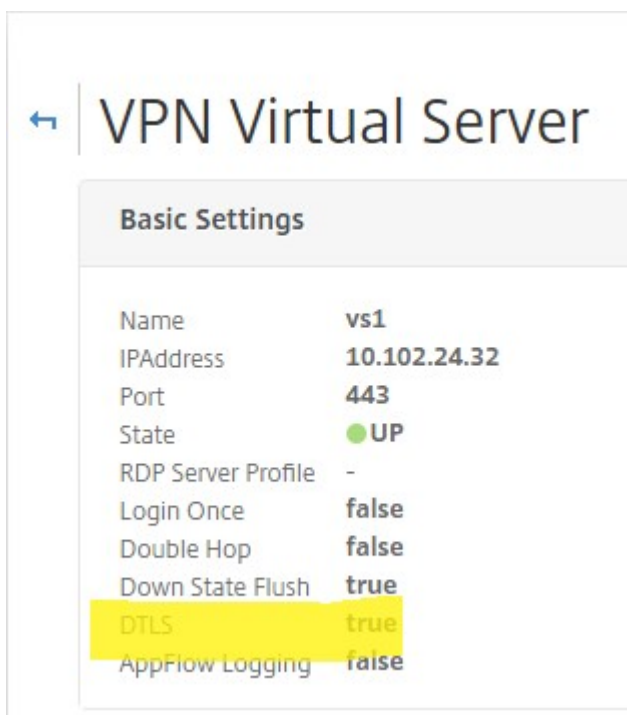 VPN Virtual Server
Basic Settings
Name vs1
IPAddress 10.102.24.32
Port 443
State UP
RDP Server Profile -
Login Once false
Double Hop false
Down State Flush true
DTLS true
AppFlow Logging false